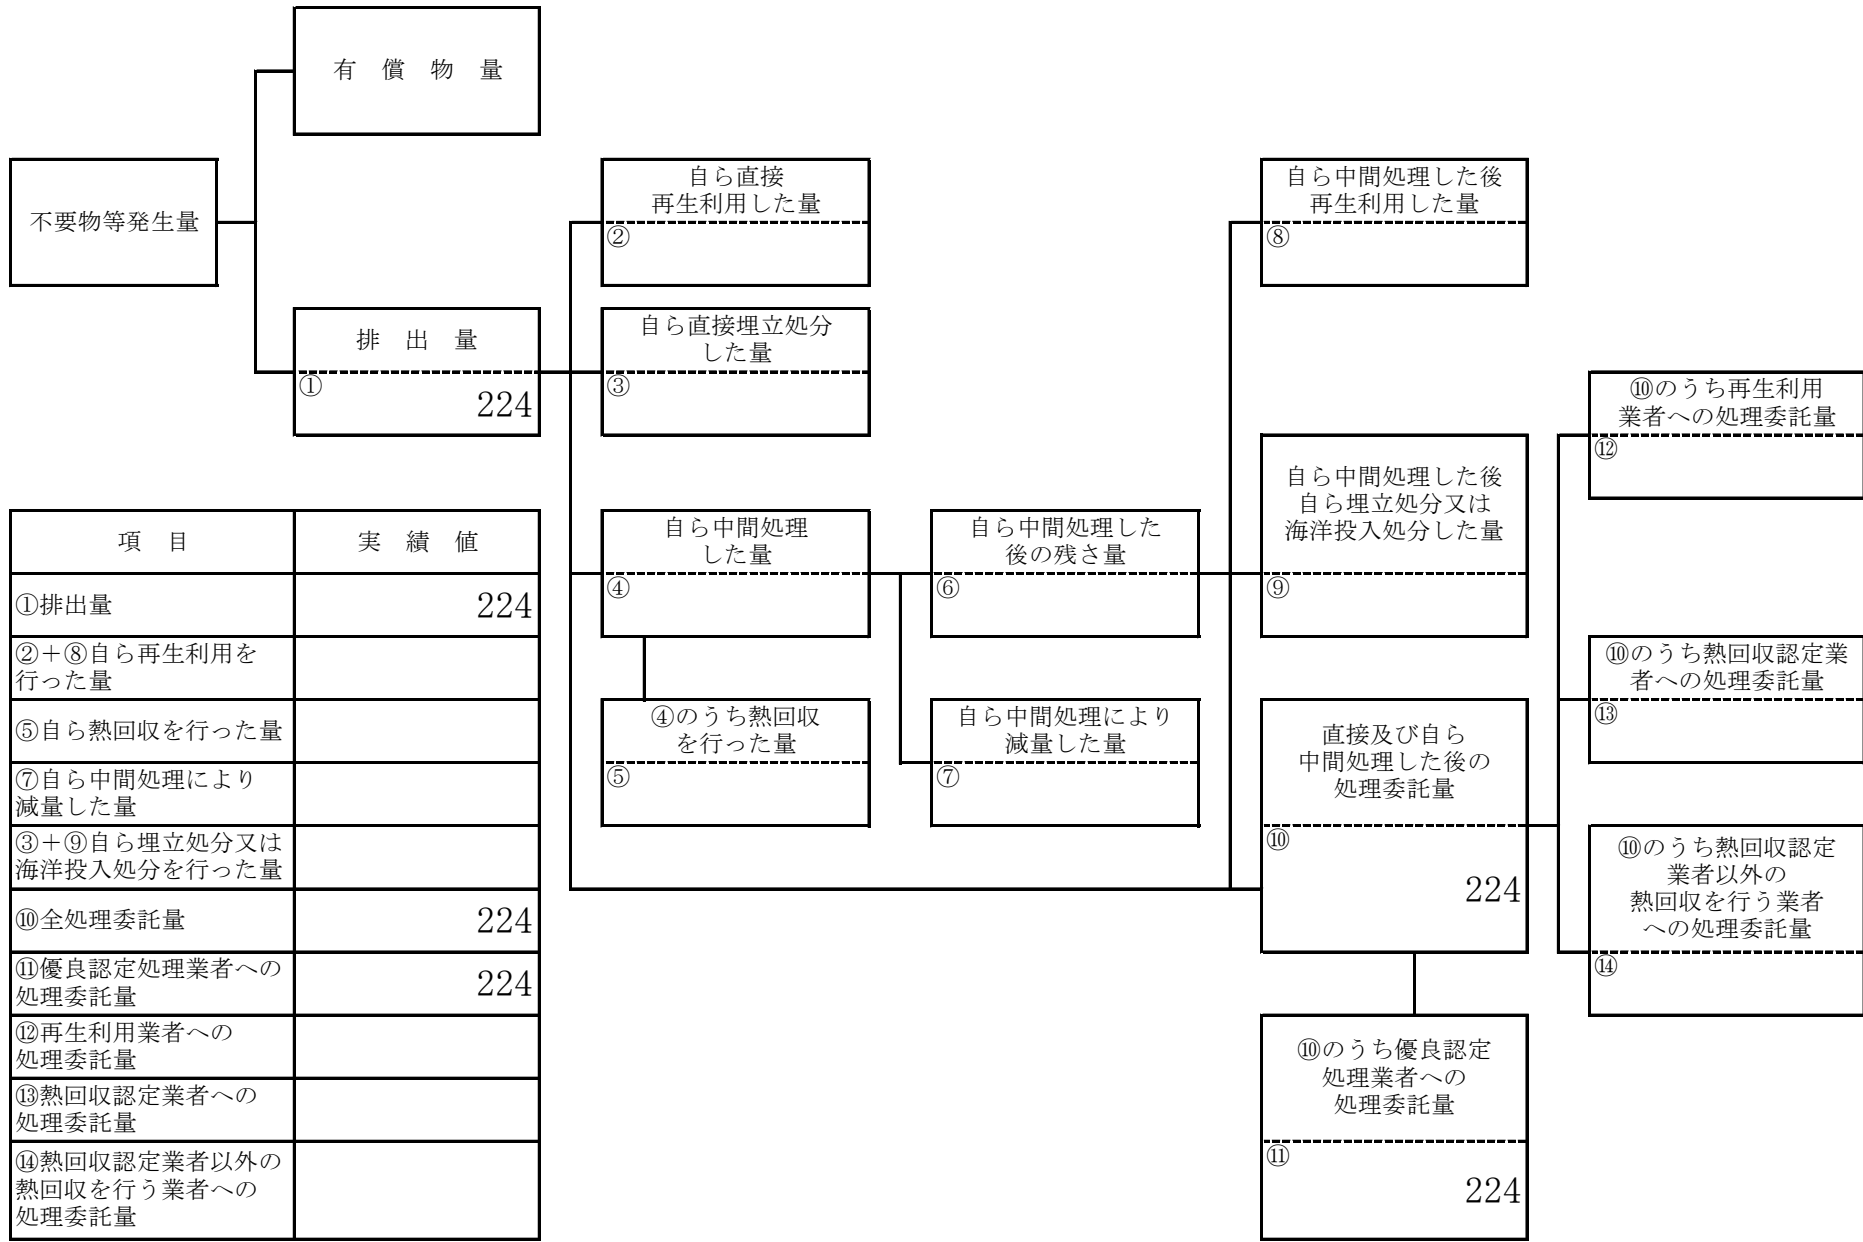 有 償 物 量
不要物等発生量
自ら直接
再生利用した量
②
自ら中間処理した後
再生利用した量
⑧
排 出 量
①
224
自ら直接埋立処分
した量
③
⑩のうち再生利用
業者への処理委託量
⑫
自ら中間処理した後
自ら埋立処分又は
海洋投入処分した量
⑨
自ら中間処理
した量
④
自ら中間処理した
後の残さ量
⑥
⑩のうち熱回収認定業
者への処理委託量
⑬
④のうち熱回収
を行った量
⑤
自ら中間処理により
減量した量
⑦
直接及び自ら
中間処理した後の
処理委託量
⑩
224
⑩のうち熱回収認定
業者以外の
熱回収を行う業者
への処理委託量
⑭
⑩のうち優良認定
処理業者への
処理委託量
⑪
224
項 目 実 績 値
①排出量 224
②+⑧自ら再生利用を
行った量
⑤自ら熱回収を行った量
⑦自ら中間処理により
減量した量
③+⑨自ら埋立処分又は
海洋投入処分を行った量
⑩全処理委託量 224
⑪優良認定処理業者への
処理委託量 224
⑫再生利用業者への
処理委託量
⑬熱回収認定業者への
処理委託量
⑭熱回収認定業者以外の
熱回収を行う業者への
処理委託量